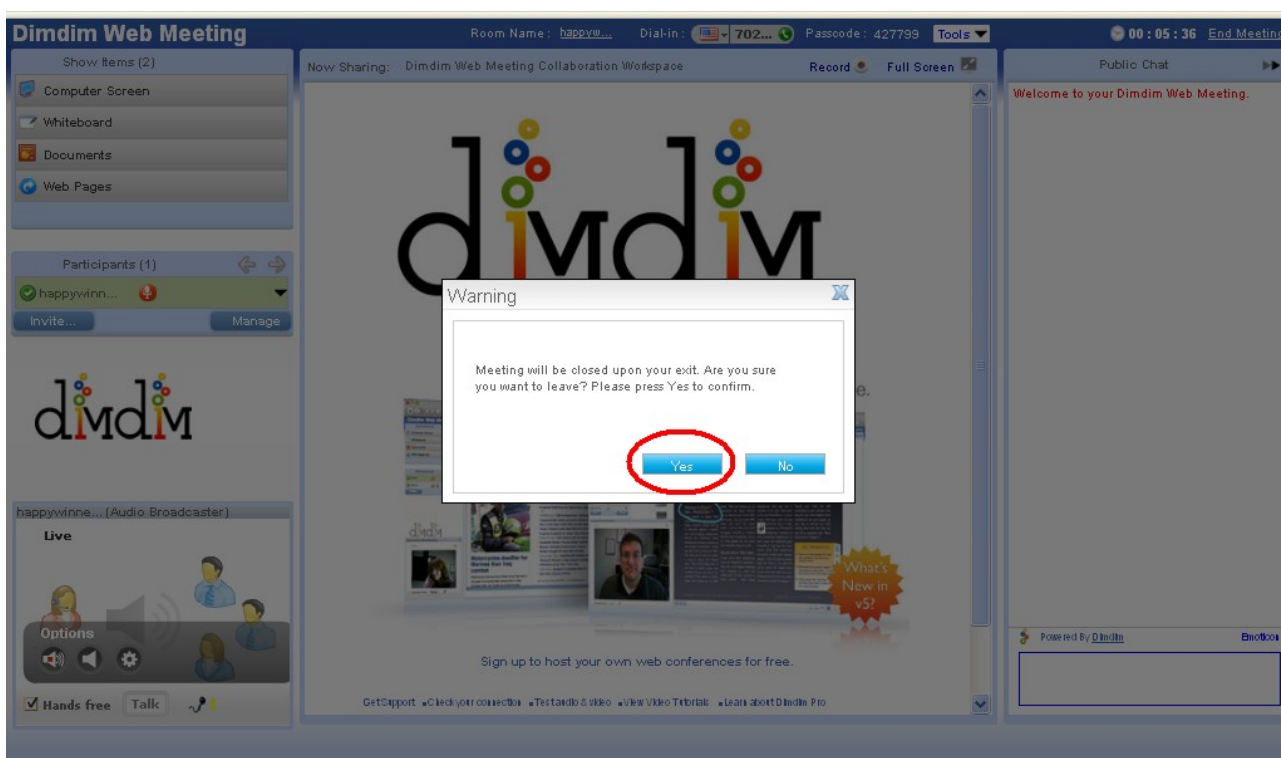 Dimdim Web Meeting
Room Name: happyw... Dial-in: 702... Passcode: 427799 Tools 00:05:36 End Meeting
Show Items (2)
Now Sharing: Dimdim Web Meeting Collaboration Workspace Record Full Screen
Public Chat
Computer Screen
Whiteboard
Documents
Web Pages
Welcome to your Dimdim Web Meeting.
dimdim
Participants (1)
happywinn...
Invite... Manage
Warning
Meeting will be closed upon your exit. Are you sure
you want to leave? Please press Yes to confirm.
Yes No
e.
dimdim
happywinne...(Audio Broadcaster)
Live
Options
Hands free Talk
dimdim
What's
New in
v5?
Sign up to host your own web conferences for free.
Get Support Check your connection Test audio & video View Video Tutorials Learn about Dimdim Pro
Powered By Dimdim Emoticon